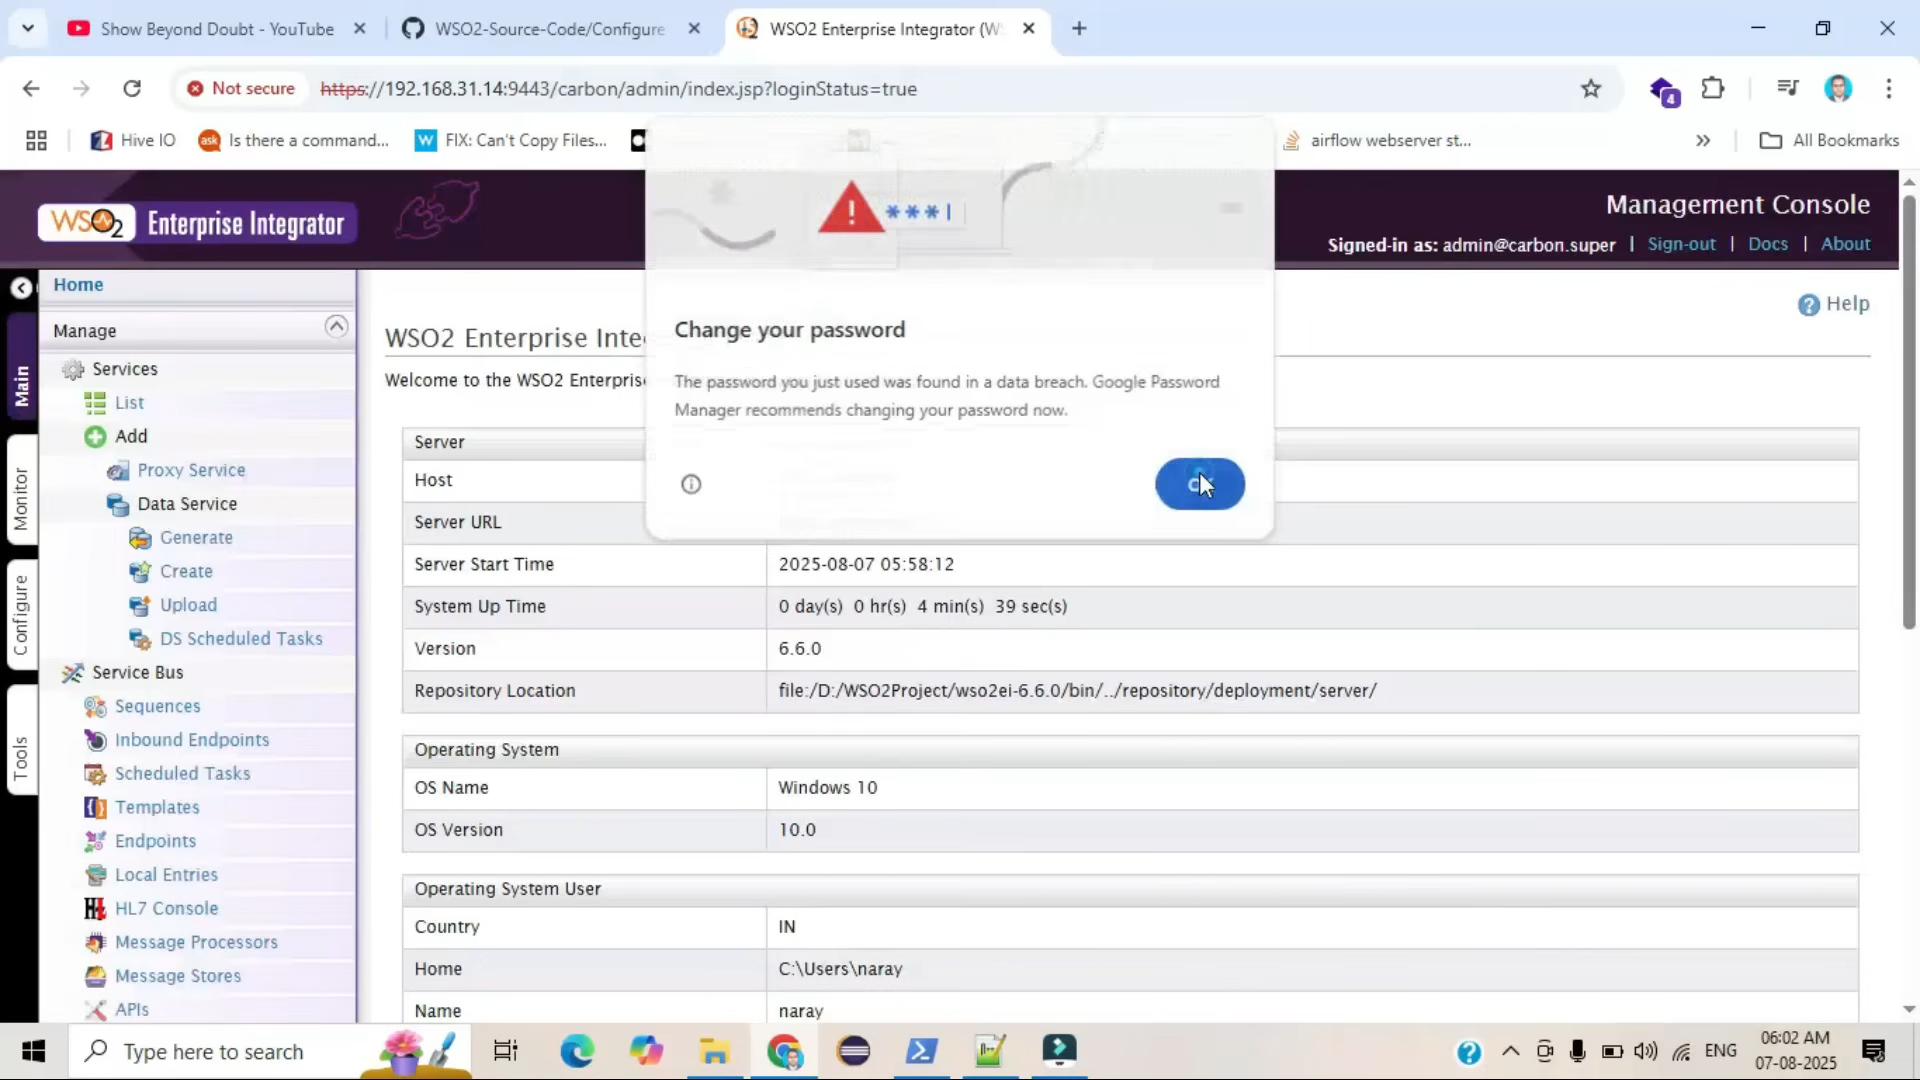 Show Beyond Doubt - YouTube
WSO2-Source-Code/Configure
WSO2 Enterprise Integrator (WS
Not secure
https://192.168.31.14:9443/carbon/admin/index.jsp?loginStatus=true
4
Hive IO
ask
Is there a command...
W
FIX: Can't Copy Files...
airflow webserver st...
All Bookmarks
WSO2 Enterprise Integrator
Management Console
Signed-in as: admin@carbon.super | Sign-out | Docs | About
***|
Change your password
The password you just used was found in a data breach. Google Password
Manager recommends changing your password now.
Main
Monitor
Configure
Tools
Home
Manage
Services
List
Add
Proxy Service
Data Service
Generate
Create
Upload
DS Scheduled Tasks
Service Bus
Sequences
Inbound Endpoints
Scheduled Tasks
Templates
Endpoints
Local Entries
HL7 Console
Message Processors
Message Stores
APIs
Help
WSO2 Enterprise Inte
Welcome to the WSO2 Enterpris
Server
Host
Server URL
Server Start Time 2025-08-07 05:58:12
System Up Time 0 day(s) 0 hr(s) 4 min(s) 39 sec(s)
Version 6.6.0
Repository Location file:/D:/WSO2Project/wso2ei-6.6.0/bin/../repository/deployment/server/
Operating System
OS Name Windows 10
OS Version 10.0
Operating System User
Country IN
Home C:\Users\naray
Name naray
Type here to search
ENG
06:02 AM
07-08-2025